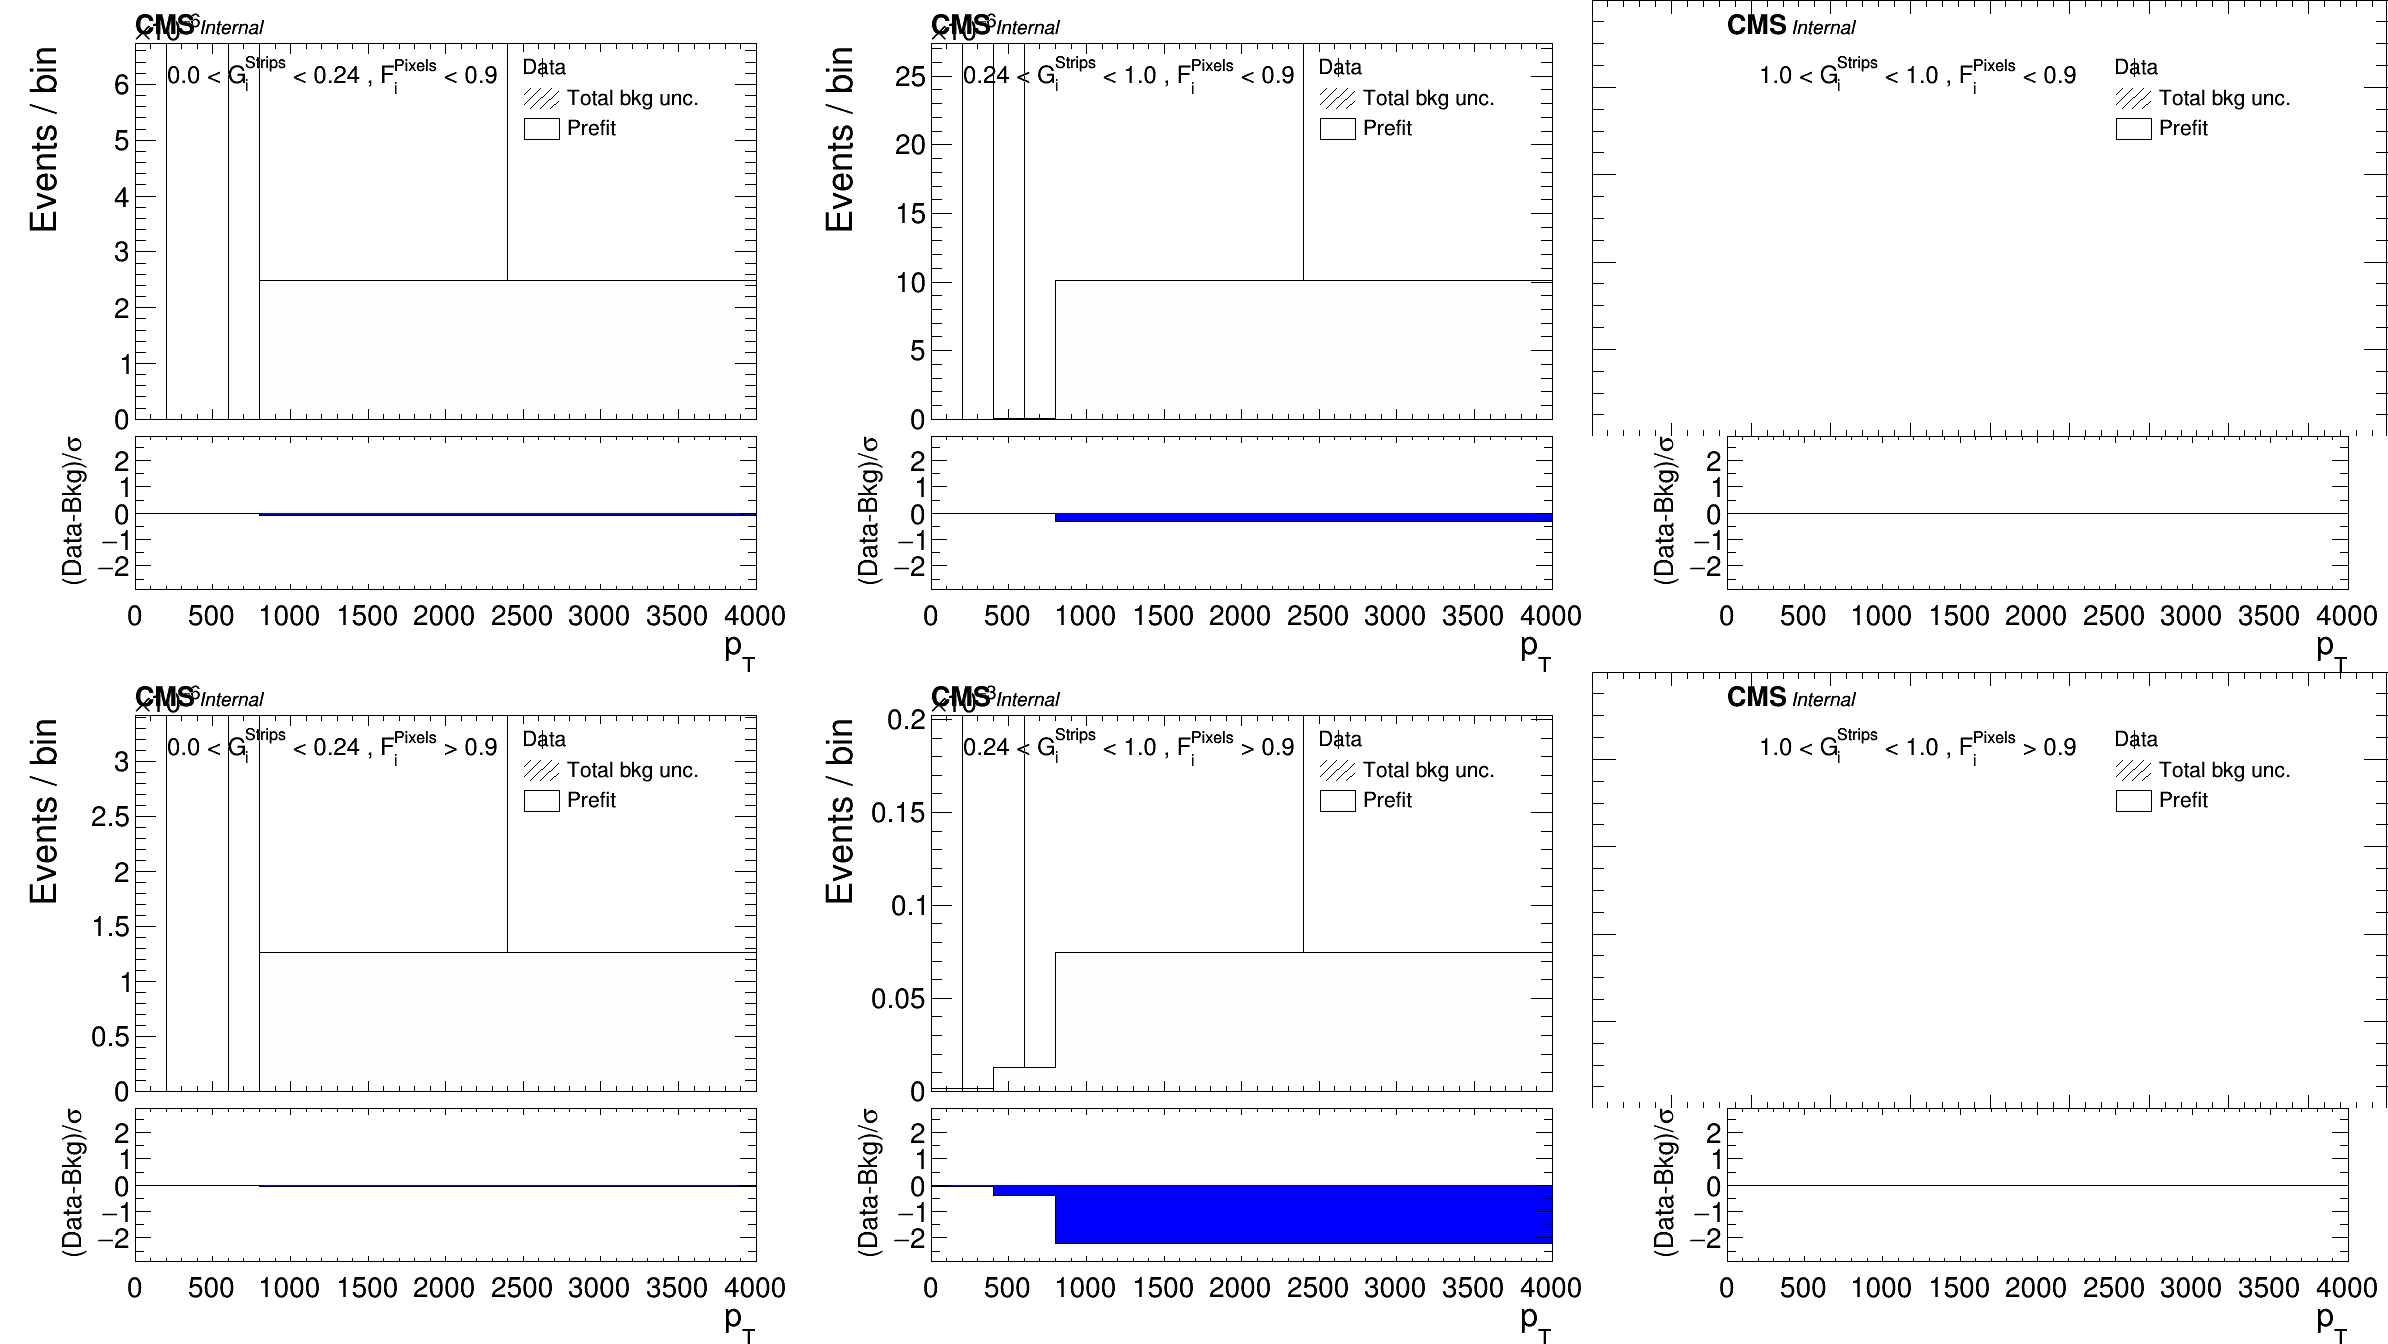 CMS Internal
×10⁻⁶
Events / bin
0.0 < G_i^Strips < 0.24 , F_i^Pixels < 0.9
Data
Total bkg unc.
Prefit
6
5
4
3
2
1
0
(Data-Bkg)/σ
2
1
0
−1
−2
0 500 1000 1500 2000 2500 3000 3500 4000
p_T
CMS Internal
Events / bin
0.24 < G_i^Strips < 1.0 , F_i^Pixels < 0.9
Data
Total bkg unc.
Prefit
25
20
15
10
5
0
(Data-Bkg)/σ
2
1
0
−1
−2
0 500 1000 1500 2000 2500 3000 3500 4000
p_T
CMS Internal
1.0 < G_i^Strips < 1.0 , F_i^Pixels < 0.9
Data
Total bkg unc.
Prefit
(Data-Bkg)/σ
2
1
0
−1
−2
0 500 1000 1500 2000 2500 3000 3500 4000
p_T
CMS Internal
Events / bin
0.0 < G_i^Strips < 0.24 , F_i^Pixels > 0.9
Data
Total bkg unc.
Prefit
3
2.5
2
1.5
1
0.5
0
(Data-Bkg)/σ
2
1
0
−1
−2
0 500 1000 1500 2000 2500 3000 3500 4000
p_T
CMS Internal
Events / bin
0.24 < G_i^Strips < 1.0 , F_i^Pixels > 0.9
Data
Total bkg unc.
Prefit
0.2
0.15
0.1
0.05
0
(Data-Bkg)/σ
2
1
0
−1
−2
0 500 1000 1500 2000 2500 3000 3500 4000
p_T
CMS Internal
1.0 < G_i^Strips < 1.0 , F_i^Pixels > 0.9
Data
Total bkg unc.
Prefit
(Data-Bkg)/σ
2
1
0
−1
−2
0 500 1000 1500 2000 2500 3000 3500 4000
p_T